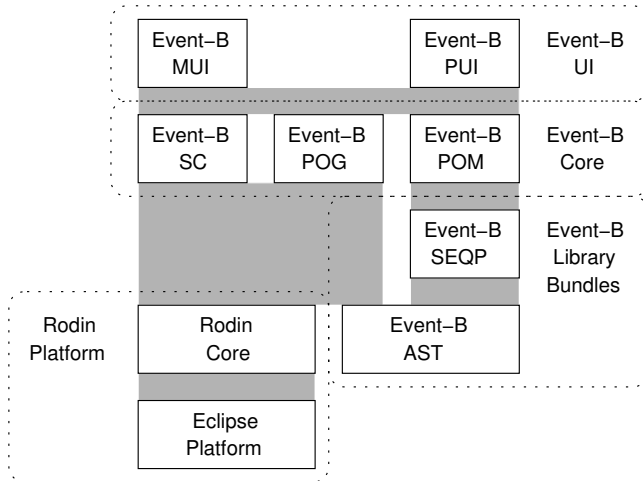 Event–B
MUI
Event–B
PUI
Event–B
UI
Event–B
SC
Event–B
POG
Event–B
POM
Event–B
Core
Event–B
SEQP
Event–B
Library
Bundles
Rodin
Platform
Rodin
Core
Event–B
AST
Eclipse
Platform